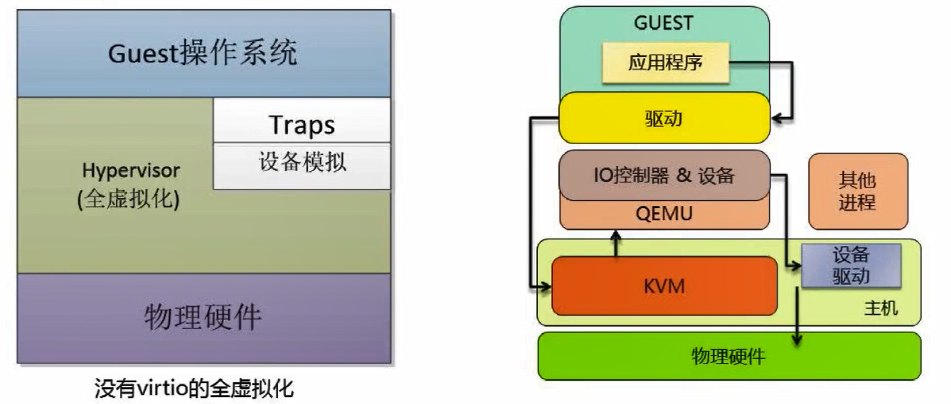 Guest操作系统
Traps
设备模拟
Hypervisor
(全虚拟化)
物理硬件
没有virtio的全虚拟化
GUEST
应用程序
驱动
IO控制器 & 设备
QEMU
其他
进程
KVM
设备
驱动
主机
物理硬件